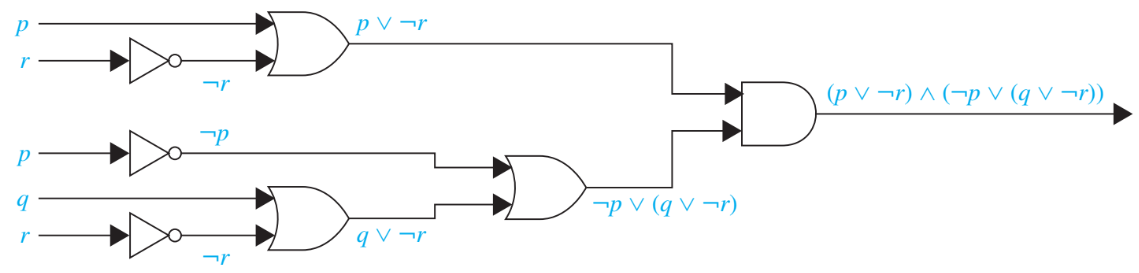 p
p ∨ ¬r
r
¬r
(p ∨ ¬r) ∧ (¬p ∨ (q ∨ ¬r))
¬p
p
q
¬p ∨ (q ∨ ¬r)
r
q ∨ ¬r
¬r